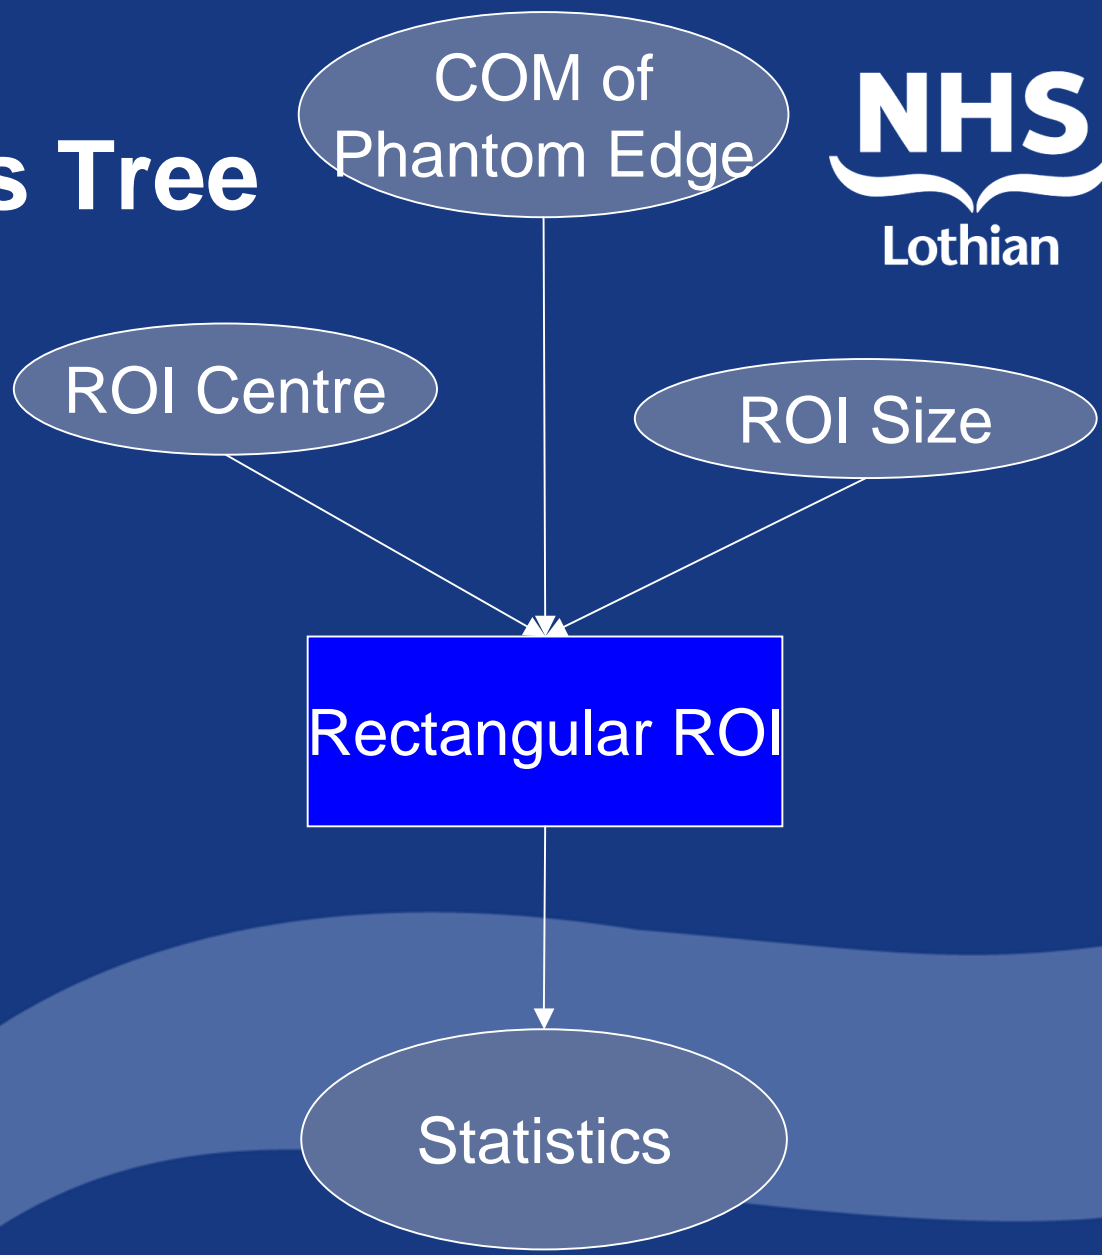 COM of
Phantom Edge
s Tree
NHS
Lothian
ROI Centre
ROI Size
Rectangular ROI
Statistics